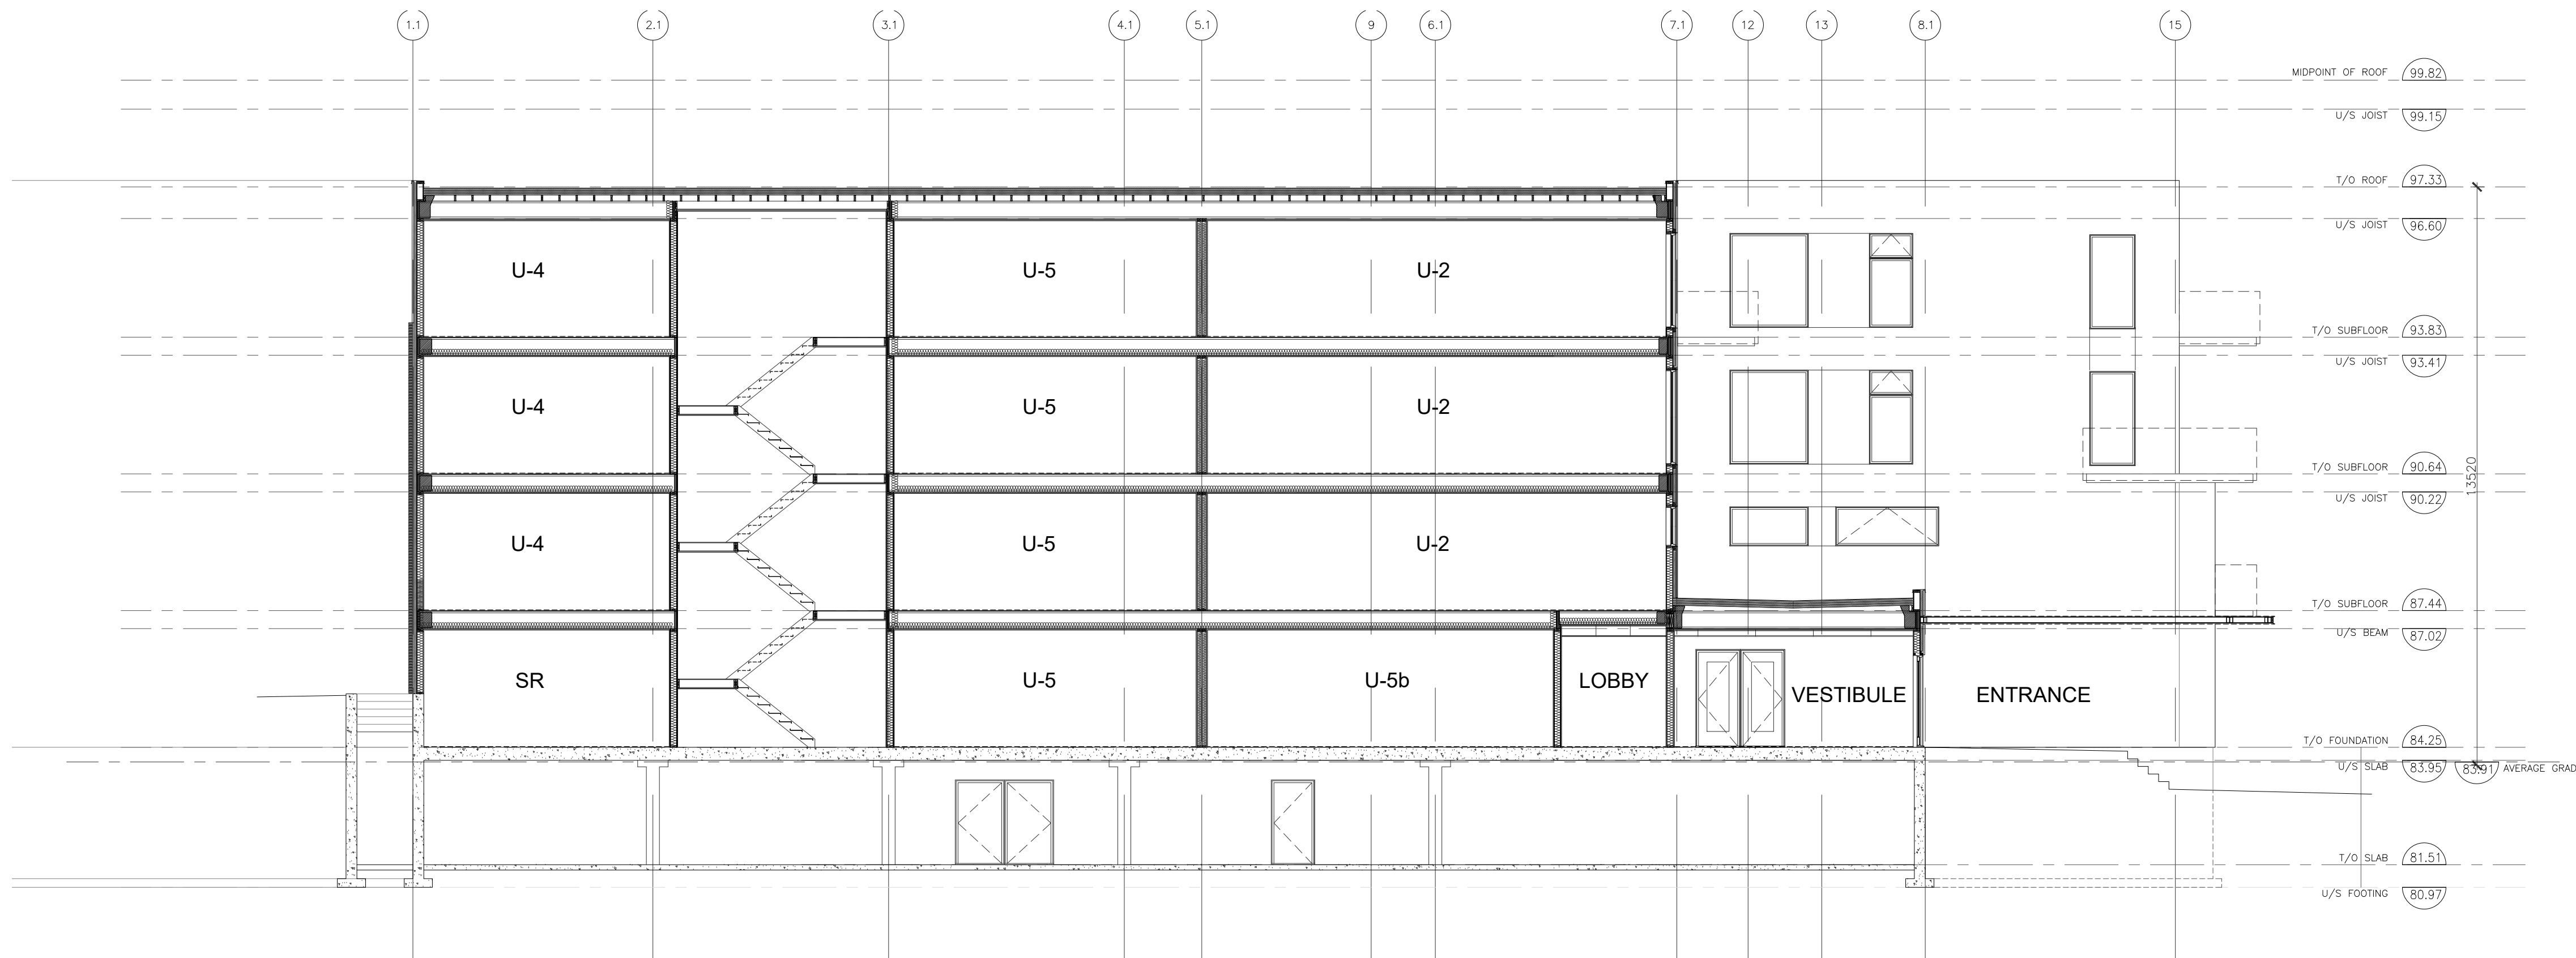 1.1 2.1 3.1 4.1 5.1 9 6.1 7.1 12 13 8.1 15
MIDPOINT OF ROOF 99.82
U/S JOIST 99.15
T/O ROOF 97.33
U/S JOIST 96.60
U-4 U-5 U-2
T/O SUBFLOOR 93.83
U/S JOIST 93.41
U-4 U-5 U-2
T/O SUBFLOOR 90.64
13520
U/S JOIST 90.22
U-4 U-5 U-2
T/O SUBFLOOR 87.44
U/S BEAM 87.02
SR U-5 U-5b LOBBY VESTIBULE ENTRANCE
T/O FOUNDATION 84.25
U/S SLAB 83.95 83.91 AVERAGE GRAD
T/O SLAB 81.51
U/S FOOTING 80.97